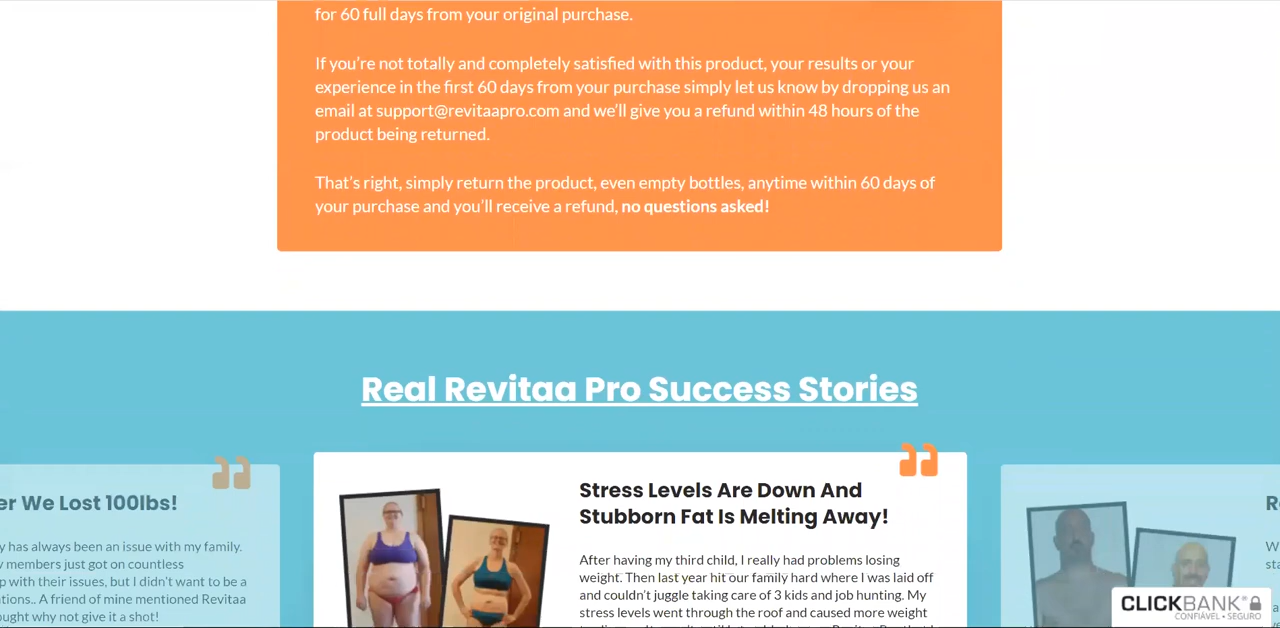 for 60 full days from your original purchase.
If you're not totally and completely satisfied with this product, your results or your
experience in the first 60 days from your purchase simply let us know by dropping us an
email at support@revitaapro.com and we'll give you a refund within 48 hours of the
product being returned.
That's right, simply return the product, even empty bottles, anytime within 60 days of
your purchase and you'll receive a refund, no questions asked!
Real Revitaa Pro Success Stories
er We Lost 100lbs!
y has always been an issue with my family.
y members just got on countless
p with their issues, but I didn't want to be a
tions.. A friend of mine mentioned Revitaa
ught why not give it a shot!
Stress Levels Are Down And
Stubborn Fat Is Melting Away!
After having my third child, I really had problems losing
weight. Then last year hit our family hard where I was laid off
and couldn't juggle taking care of 3 kids and job hunting. My
stress levels went through the roof and caused more weight
R
W
sta
a
CLICKBANK®
CONFIÁVEL • SEGURO